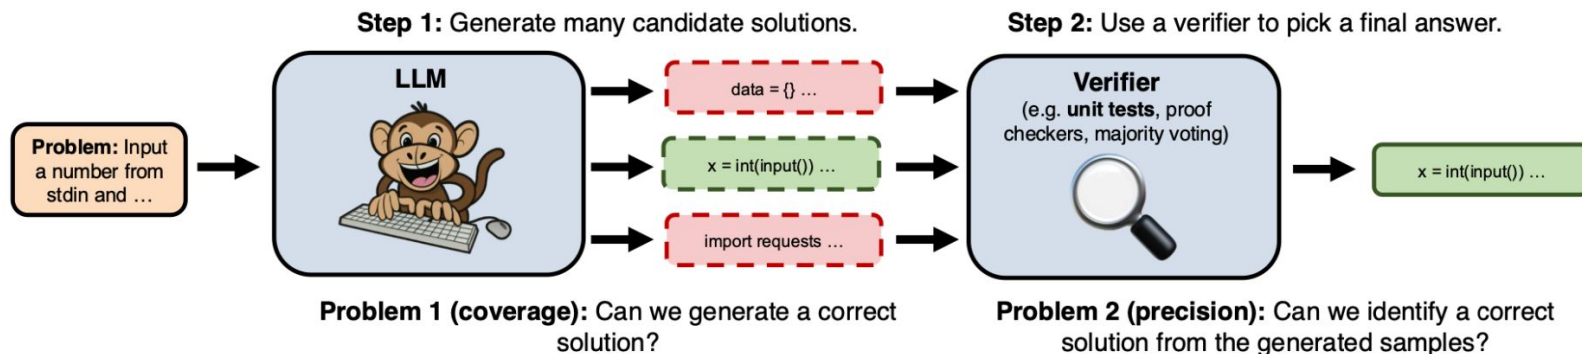 Step 1: Generate many candidate solutions.
Step 2: Use a verifier to pick a final answer.
Problem: Input
a number from
stdin and …
LLM
data = {} …
x = int(input()) …
import requests …
Verifier
(e.g. unit tests, proof
checkers, majority voting)
x = int(input()) …
Problem 1 (coverage): Can we generate a correct
solution?
Problem 2 (precision): Can we identify a correct
solution from the generated samples?